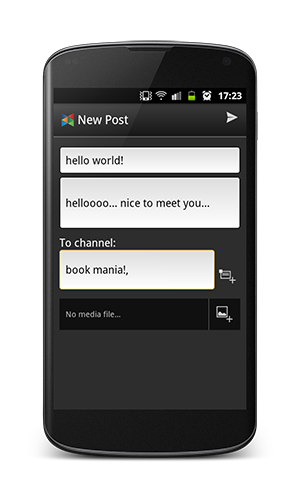 17:23
New Post
hello world!
helloooo... nice to meet you...
To channel:
book mania!,
No media file...